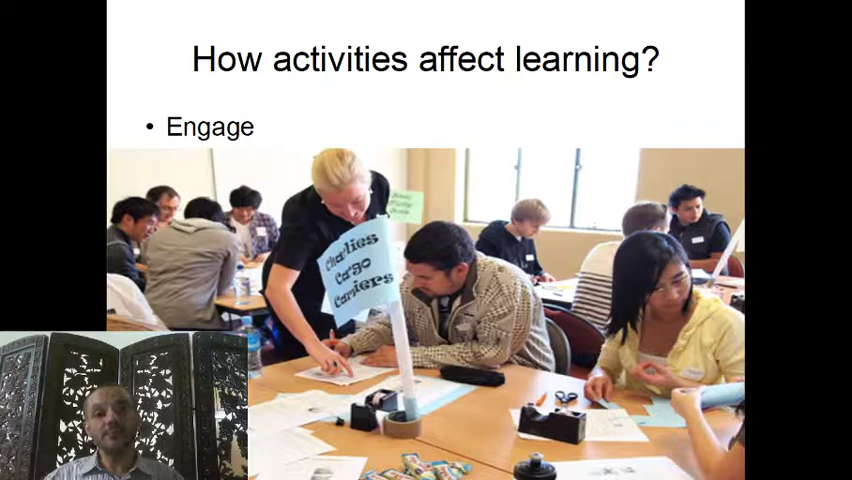 How activities affect learning?
• Engage
Charlies
Cargo
Carriers